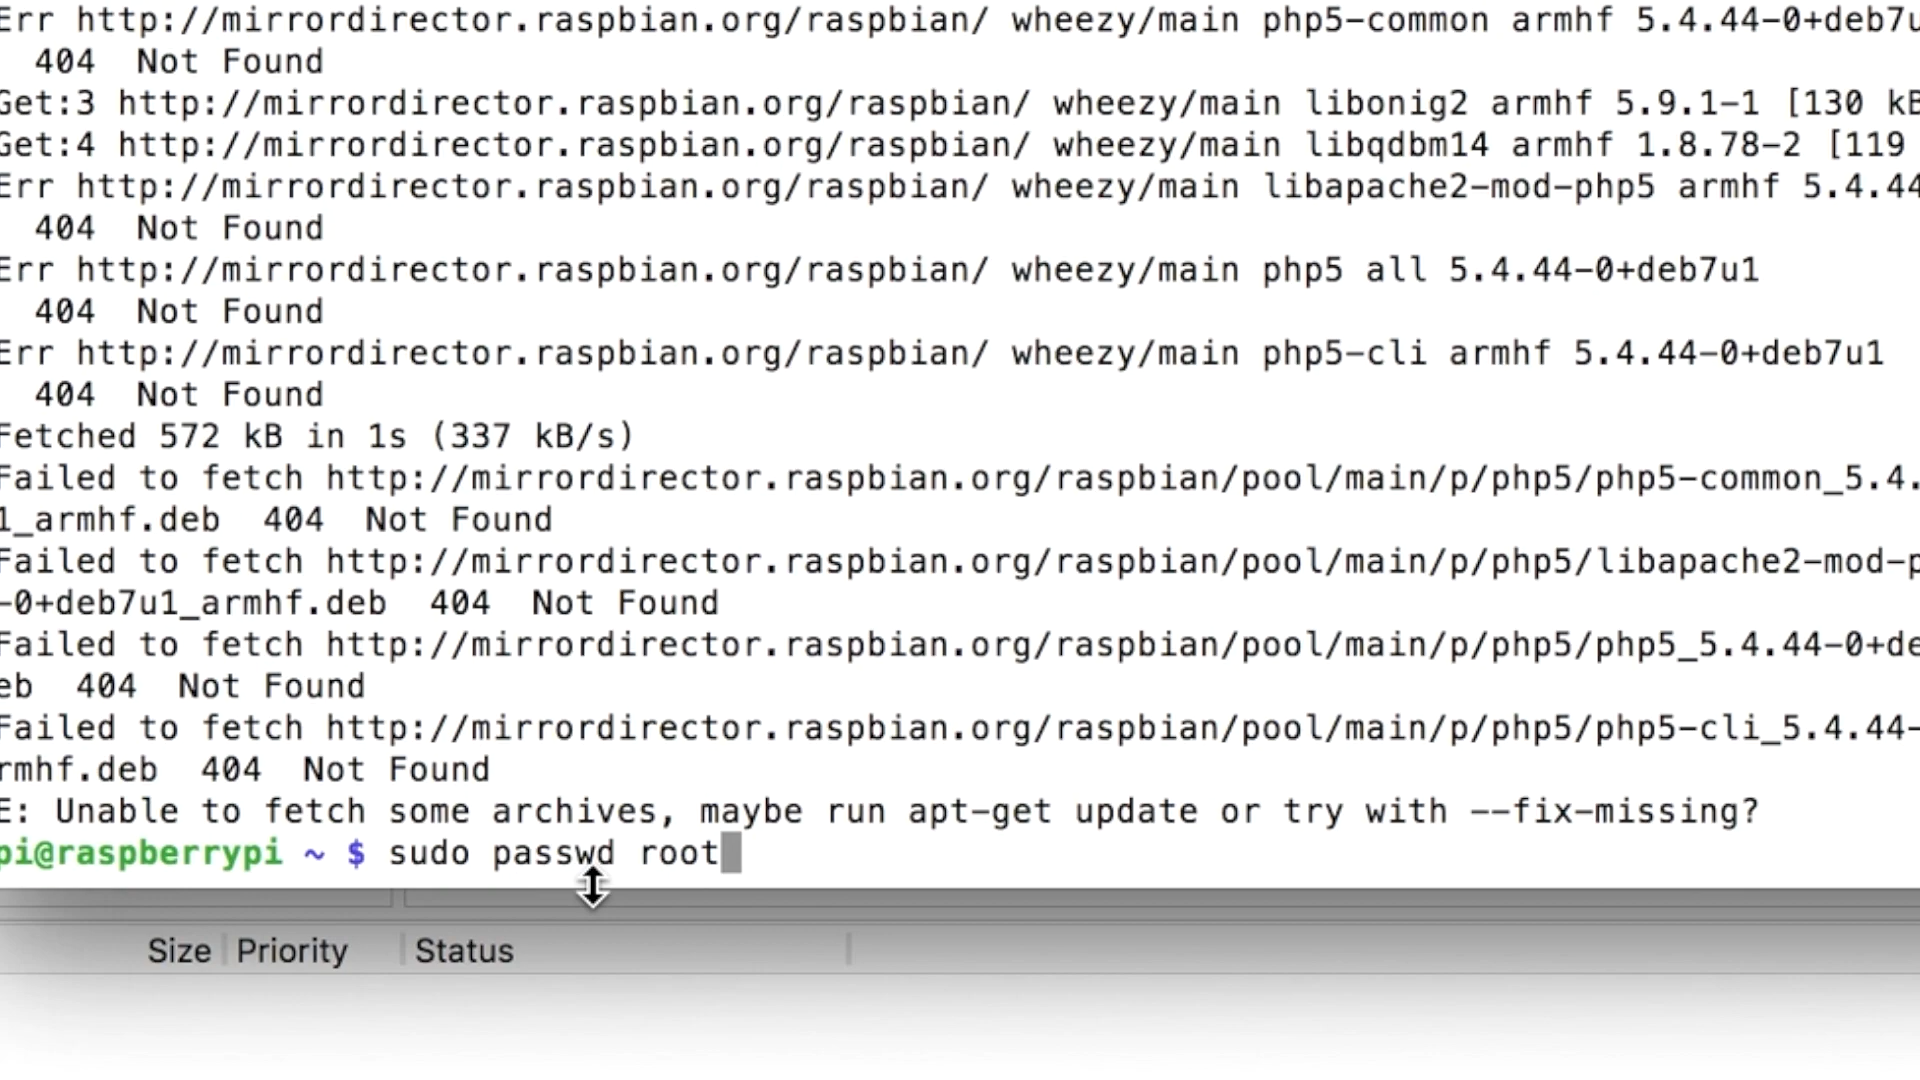 Err http://mirrordirector.raspbian.org/raspbian/ wheezy/main php5-common armhf 5.4.44-0+deb7u
404 Not Found
Get:3 http://mirrordirector.raspbian.org/raspbian/ wheezy/main libonig2 armhf 5.9.1-1 [130 kB
Get:4 http://mirrordirector.raspbian.org/raspbian/ wheezy/main libqdbm14 armhf 1.8.78-2 [119
Err http://mirrordirector.raspbian.org/raspbian/ wheezy/main libapache2-mod-php5 armhf 5.4.44
404 Not Found
Err http://mirrordirector.raspbian.org/raspbian/ wheezy/main php5 all 5.4.44-0+deb7u1
404 Not Found
Err http://mirrordirector.raspbian.org/raspbian/ wheezy/main php5-cli armhf 5.4.44-0+deb7u1
404 Not Found
Fetched 572 kB in 1s (337 kB/s)
Failed to fetch http://mirrordirector.raspbian.org/raspbian/pool/main/p/php5/php5-common_5.4.
1_armhf.deb 404 Not Found
Failed to fetch http://mirrordirector.raspbian.org/raspbian/pool/main/p/php5/libapache2-mod-p
-0+deb7u1_armhf.deb 404 Not Found
Failed to fetch http://mirrordirector.raspbian.org/raspbian/pool/main/p/php5/php5_5.4.44-0+de
eb 404 Not Found
Failed to fetch http://mirrordirector.raspbian.org/raspbian/pool/main/p/php5/php5-cli_5.4.44-
rmhf.deb 404 Not Found
E: Unable to fetch some archives, maybe run apt-get update or try with --fix-missing?
pi@raspberrypi ~ $ sudo passwd root
Size Priority Status